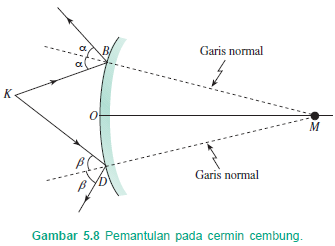 α
B
Garis normal
α
K
O
M
β
D
Garis normal
β
Gambar 5.8 Pemantulan pada cermin cembung.